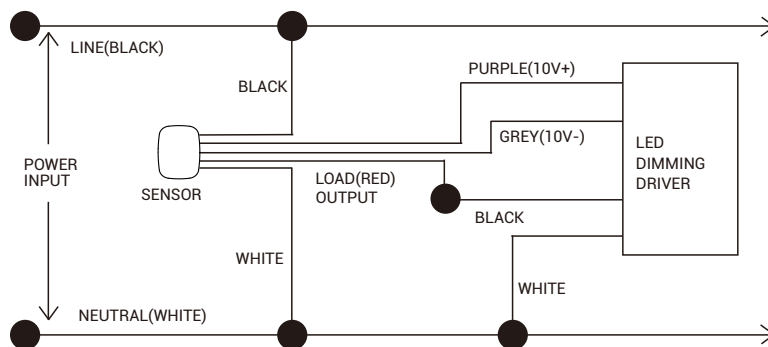 LINE(BLACK)
BLACK
PURPLE(10V+)
GREY(10V-)
LED
DIMMING
DRIVER
POWER
INPUT
SENSOR
LOAD(RED)
OUTPUT
BLACK
WHITE
WHITE
NEUTRAL(WHITE)